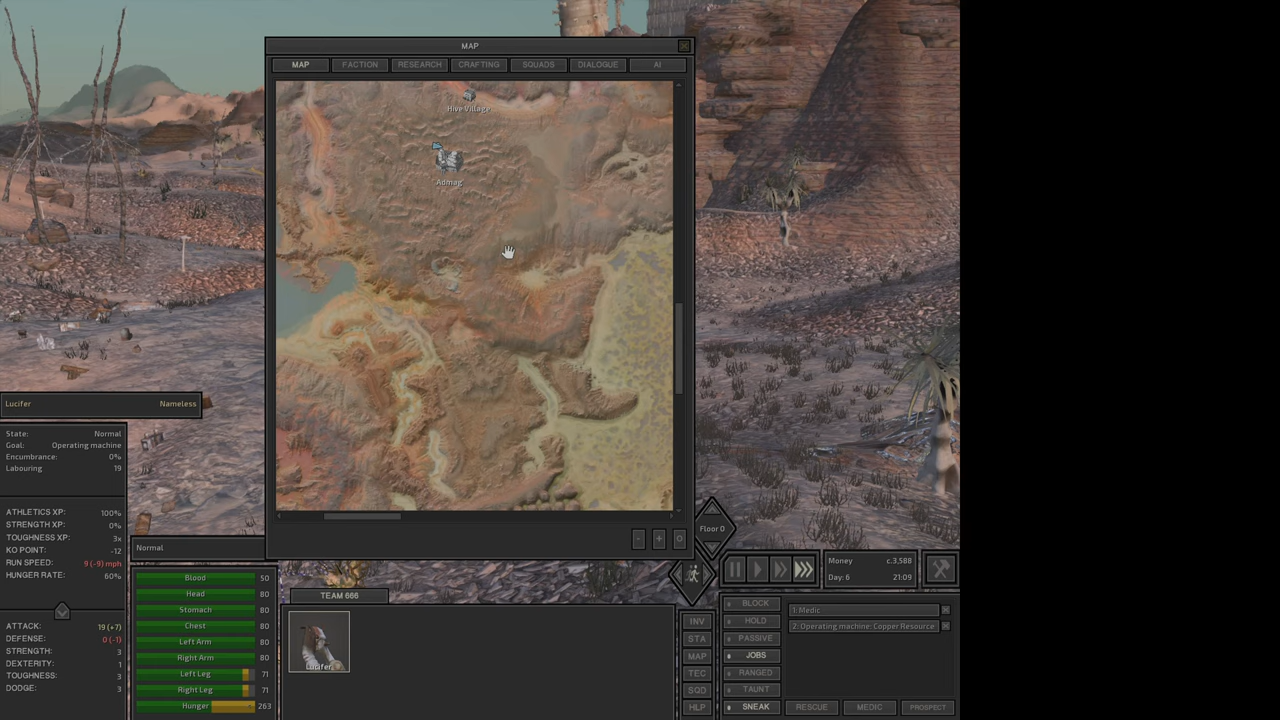 MAP
MAP
FACTION
RESEARCH
CRAFTING
SQUADS
DIALOGUE
AI
Hive Village
Admag
Lucifer Nameless
State: Normal
Goal: Operating machine
Encumbrance: 0%
Labouring 19
ATHLETICS XP: 100%
STRENGTH XP: 0%
TOUGHNESS XP: 3x
KO POINT: -12
RUN SPEED: 9 (-9) mph
HUNGER RATE: 60%
ATTACK: 19 (+7)
DEFENSE: 0 (-1)
STRENGTH: 3
DEXTERITY: 1
TOUGHNESS: 3
DODGE: 3
Normal
Blood 50
Head 80
Stomach 80
Chest 80
Left Arm 80
Right Arm 80
Left Leg 71
Right Leg 71
Hunger 263
TEAM 666
Lucifer
- + O
Floor 0
Money c.3,588
Day: 6 21:09
INV
STA
MAP
TEC
SQD
HLP
BLOCK
HOLD
PASSIVE
JOBS
RANGED
TAUNT
SNEAK
1: Medic
2: Operating machine: Copper Resource
RESCUE
MEDIC
PROSPECT